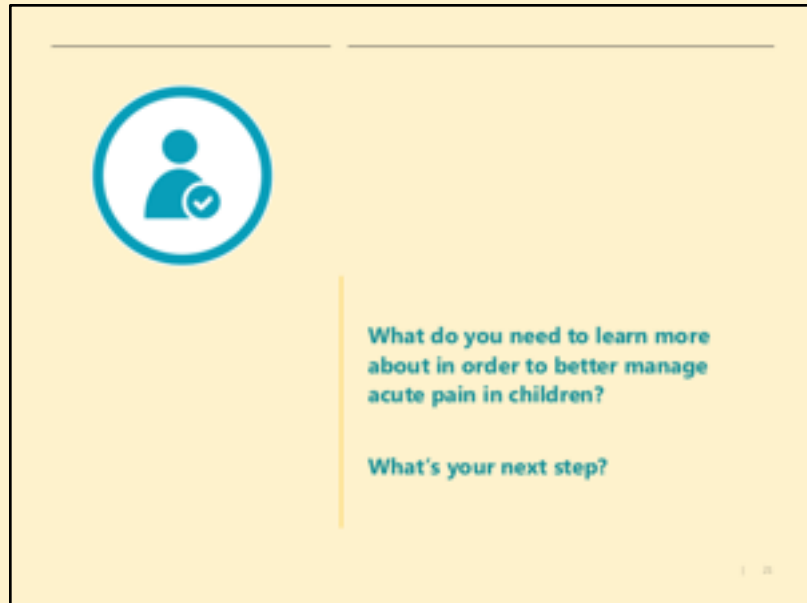 What do you need to learn more
about in order to better manage
acute pain in children?
What's your next step?